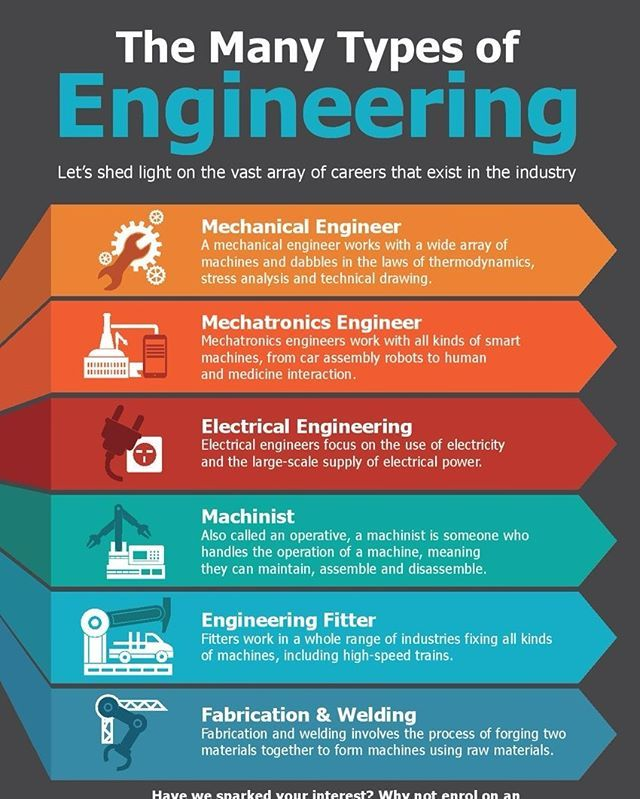 The Many Types of
Engineering
Let's shed light on the vast array of careers that exist in the industry
Mechanical Engineer
A mechanical engineer works with a wide array of
machines and dabbles in the laws of thermodynamics,
stress analysis and technical drawing.
Mechatronics Engineer
Mechatronics engineers work with all kinds of smart
machines, from car assembly robots to human
and medicine interaction.
Electrical Engineering
Electrical engineers focus on the use of electricity
and the large-scale supply of electrical power.
Machinist
Also called an operative, a machinist is someone who
handles the operation of a machine, meaning
they can maintain, assemble and disassemble.
Engineering Fitter
Fitters work in a whole range of industries fixing all kinds
of machines, including high-speed trains.
Fabrication & Welding
Fabrication and welding involves the process of forging two
materials together to form machines using raw materials.
Have we sparked your interest? Why not enrol on an